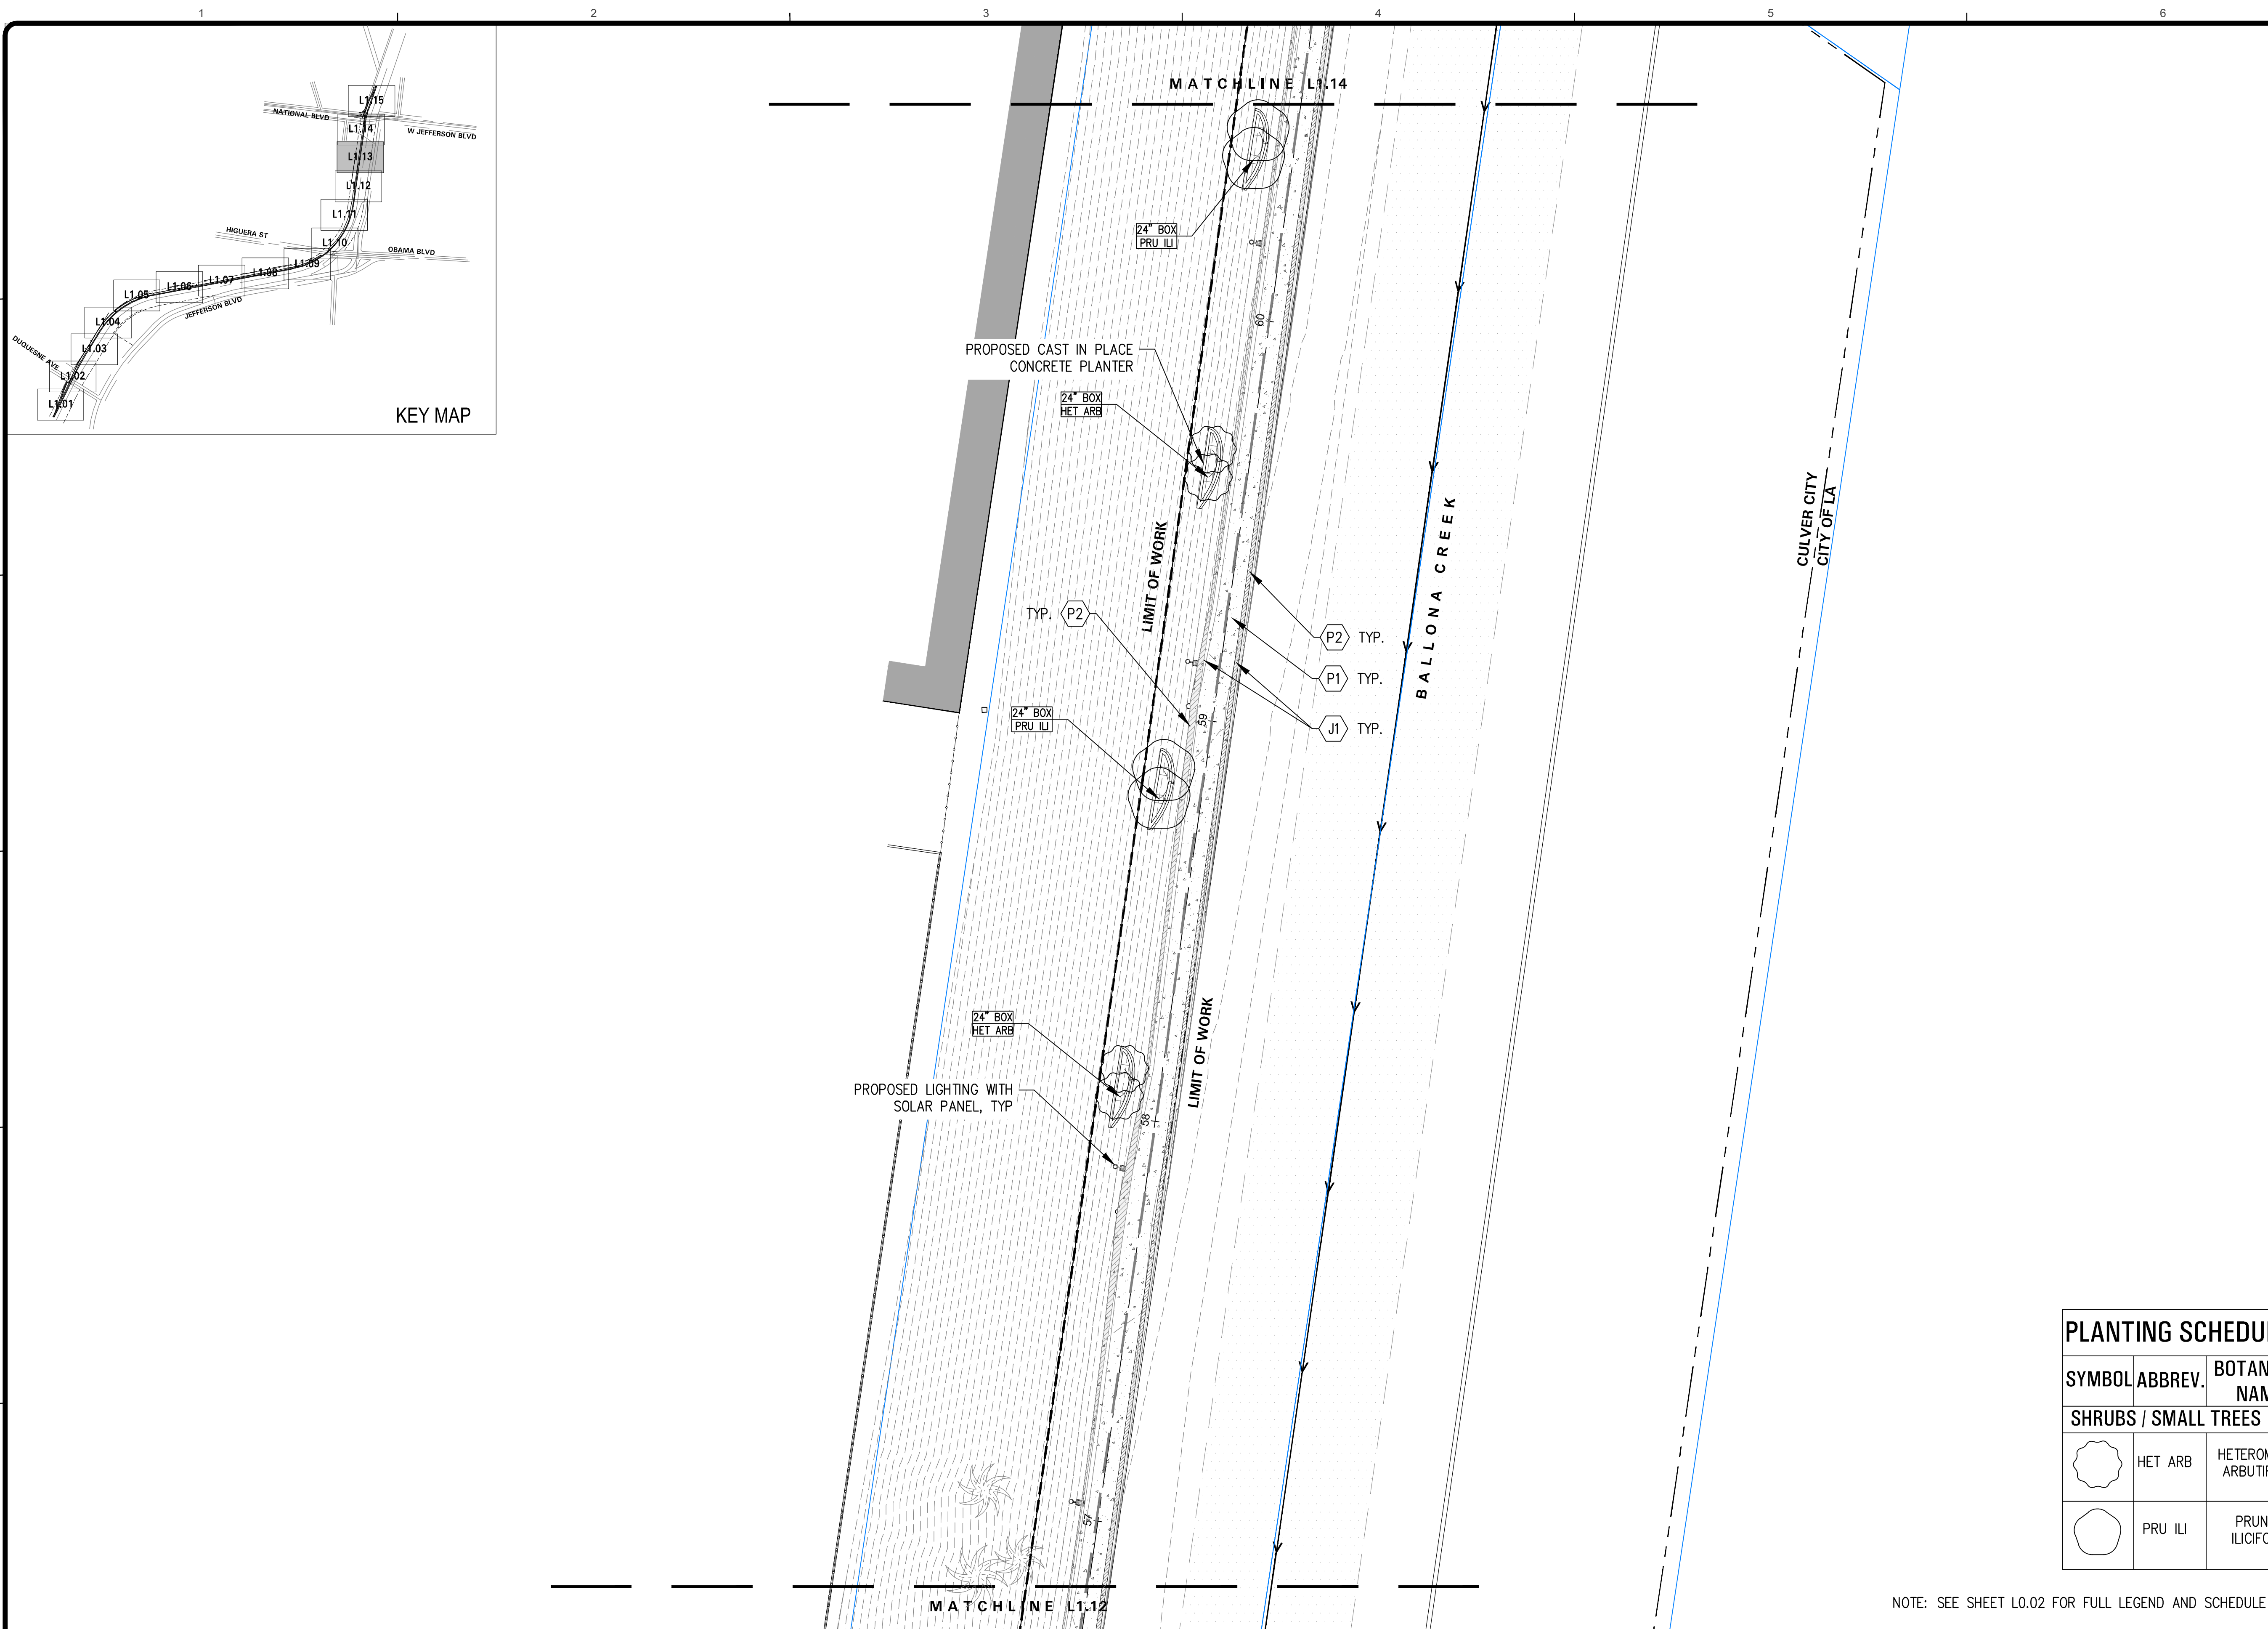 1
2
3
4
5
6
L1.15
NATIONAL BLVD
L1.14
W JEFFERSON BLVD
L1.13
L1.12
L1.11
HIGUERA ST
L1.10
OBAMA BLVD
L1.09
L1.08
L1.07
L1.06
L1.05
JEFFERSON BLVD
L1.04
L1.03
DUQUESNE AVE
L1.02
L1.01
KEY MAP
MATCHLINE L1.14
24" BOX
PRU ILI
60
PROPOSED CAST IN PLACE
CONCRETE PLANTER
24" BOX
HET ARB
LIMIT OF WORK
BALLONA CREEK
CULVER CITY
CITY OF LA
TYP. P2
P2 TYP.
P1 TYP.
J1 TYP.
24" BOX
PRU ILI
59
24" BOX
HET ARB
LIMIT OF WORK
PROPOSED LIGHTING WITH
SOLAR PANEL, TYP
58
57
MATCHLINE L1.12
PLANTING SCHEDU
SYMBOL
ABBREV.
BOTAN
NAM
SHRUBS / SMALL TREES
HET ARB
HETEROM
ARBUTIF
PRU ILI
PRUN
ILICIFO
NOTE: SEE SHEET L0.02 FOR FULL LEGEND AND SCHEDULE